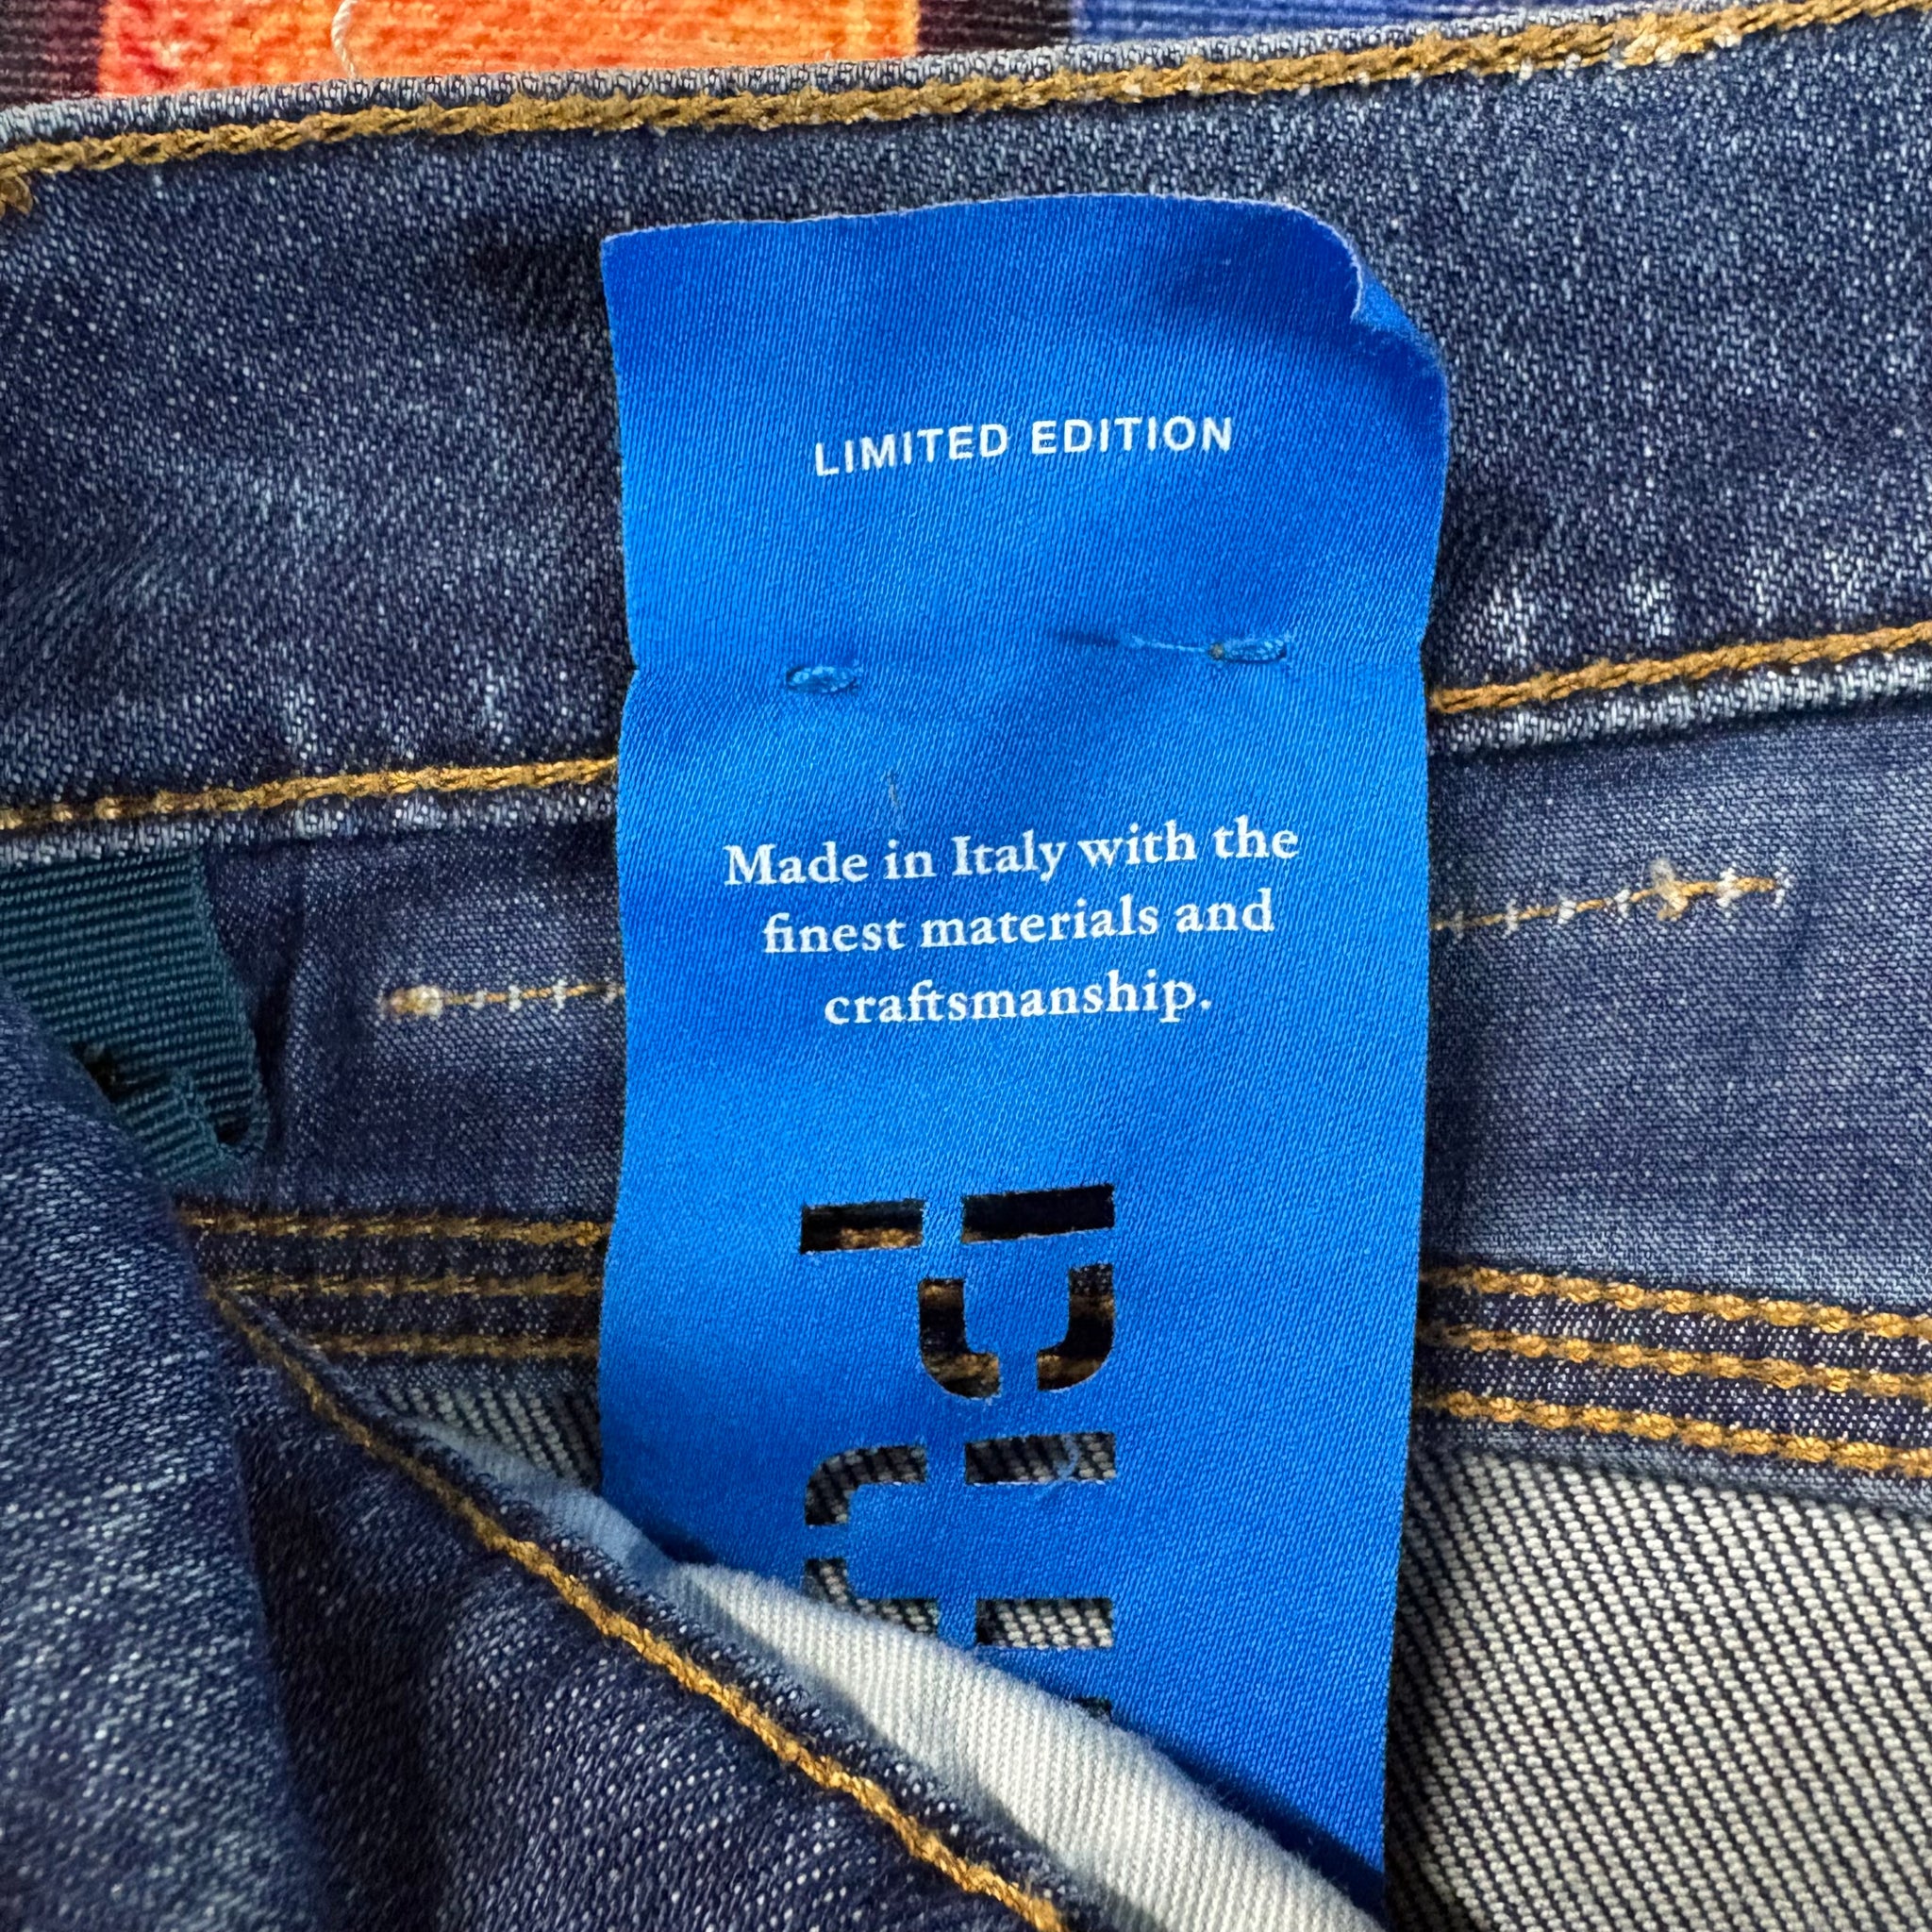 LIMITED EDITION
Made in Italy with the
finest materials and
craftsmanship.